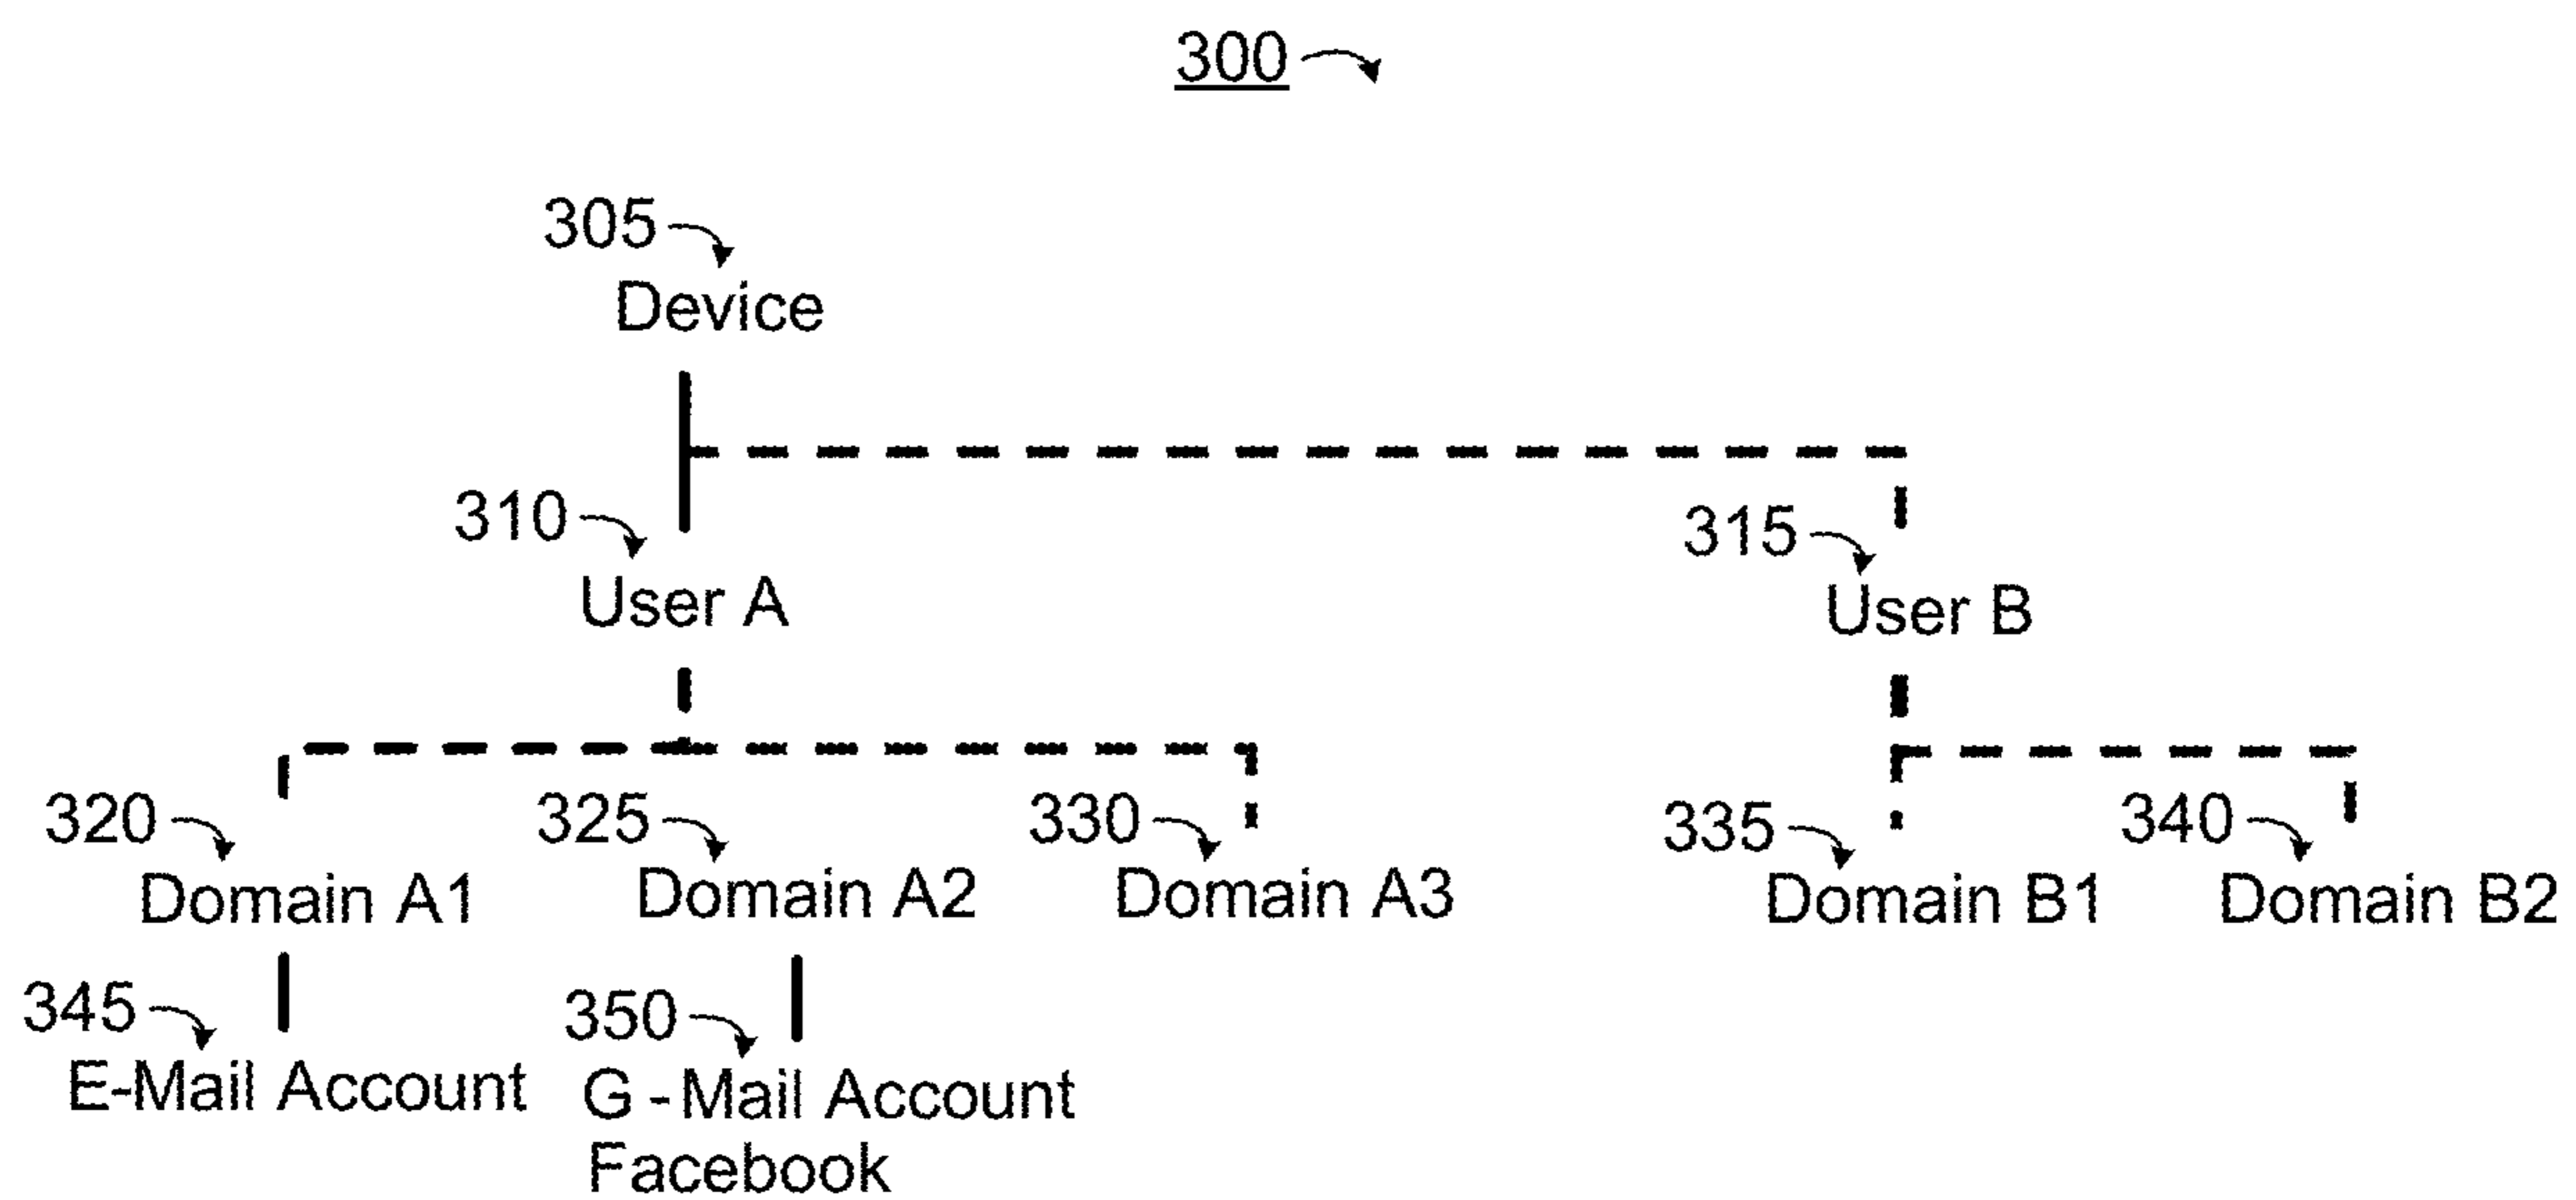 300
305
Device
310
315
User A
User B
320
325
330
335
340
Domain A1
Domain A2
Domain A3
Domain B1
Domain B2
345
350
E-Mail Account
G - Mail Account
Facebook